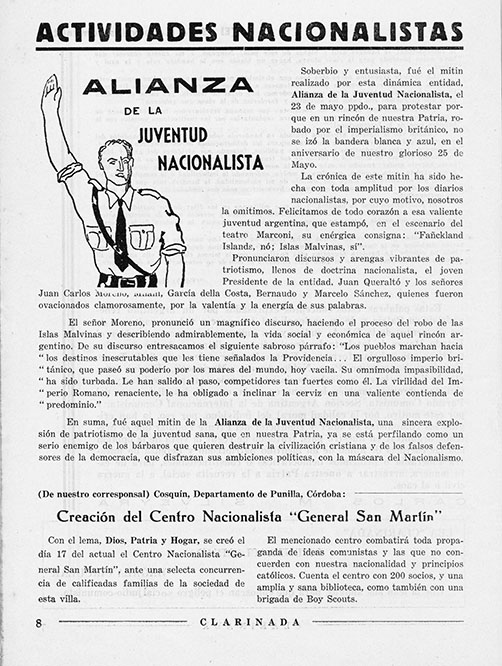 ACTIVIDADES NACIONALISTAS
ALIANZA
DE LA
JUVENTUD
NACIONALISTA
Soberbio y entusiasta, fué el mitin
realizado por esta dinámica entidad,
Alianza de la Juventud Nacionalista, el
23 de mayo ppdo., para protestar por-
que en un rincón de nuestra Patria, ro-
bado por el imperialismo británico, no
se izó la bandera blanca y azul, en el
aniversario de nuestro glorioso 25 de
Mayo.
La crónica de este mitin ha sido he-
cha con toda amplitud por los diarios
nacionalistas, por cuyo motivo, nosotros
la omitimos. Felicitamos de todo corazón a esa valiente
juventud argentina, que estampó, en el escenario del
teatro Marconi, su enérgica consigna: "Fañckland
Islands, nó; Islas Malvinas, sí".
Pronunciaron discursos y arengas vibrantes de pa-
triotismo, llenos de doctrina nacionalista, el joven
Presidente de la entidad. Juan Queraltó y los señores
Juan Carlos Moreno, García della Costa, Bernaudo y Marcelo Sánchez, quienes fueron
ovacionados clamorosamente, por la valentía y la energía de sus palabras.
El señor Moreno, pronunció un magnífico discurso, haciendo el proceso del robo de las
Islas Malvinas y describiendo admirablemente, la vida social y económica de aquel rincón ar-
gentino. De su discurso entresacamos el siguiente sabroso párrafo: "Los pueblos marchan hacia
" los destinos inescrutables que les tiene señalados la Providencia... El orgulloso imperio bri-
" tánico, que paseó su poderío por los mares del mundo, hoy vacila. Su omnímoda impasibilidad,
" ha sido turbada. Le han salido al paso, competidores tan fuertes como él. La virilidad del Im-
" perio Romano, renaciente, le ha obligado a inclinar la cerviz en una valiente contienda de
" predominio."
En suma, fué aquel mitin de la Alianza de la Juventud Nacionalista, una sincera explo-
sión de patriotismo de la juventud sana, que en nuestra Patria, ya se está perfilando como un
serio enemigo de los bárbaros que quieren destruir la civilización cristiana y de los falsos defen-
sores de la democracia, que disfrazan sus ambiciones políticas, con la máscara del Nacionalismo.
(De nuestro corresponsal) Cosquín, Departamento de Punilla, Córdoba:
Creación del Centro Nacionalista "General San Martín"
Con el lema, Dios, Patria y Hogar, se creó el
día 17 del actual el Centro Nacionalista "Ge-
neral San Martín", ante una selecta concurren-
cia de calificadas familias de la sociedad de
esta villa.
El mencionado centro combatirá toda propa-
ganda de ideas comunistas y las que no con-
cuerden con nuestra nacionalidad y principios
católicos. Cuenta el centro con 200 socios, y una
amplia y sana biblioteca, como también con una
brigada de Boy Scouts.
8
CLARINADA